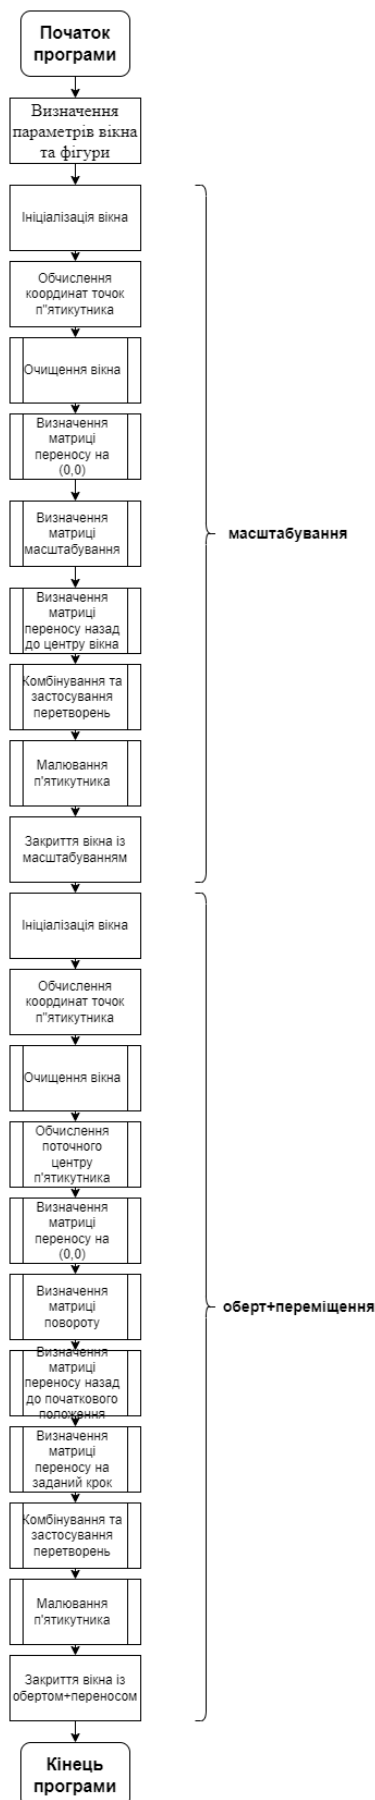 Початок
програми
Визначення
параметрів вікна
та фігури
Ініціалізація вікна
Обчислення
координат точок
п"ятикутника
Очищення вікна
Визначення
матриці
переносу на
(0,0)
Визначення
матриці
масштабування
масштабування
Визначення
матриці
переносу назад
до центру вікна
Комбінування та
застосування
перетворень
Малювання
п'ятикутника
Закриття вікна із
масштабуванням
Ініціалізація вікна
Обчислення
координат точок
п"ятикутника
Очищення вікна
Обчислення
поточного
центру
п'ятикутника
Визначення
матриці
переносу на
(0,0)
Визначення
матриці
повороту
оберт+переміщення
Визначення
матриці
переносу назад
до початкового
положення
Визначення
матриці
переносу на
заданий крок
Комбінування та
застосування
перетворень
Малювання
п'ятикутника
Закриття вікна із
обертом+переносом
Кінець
програми